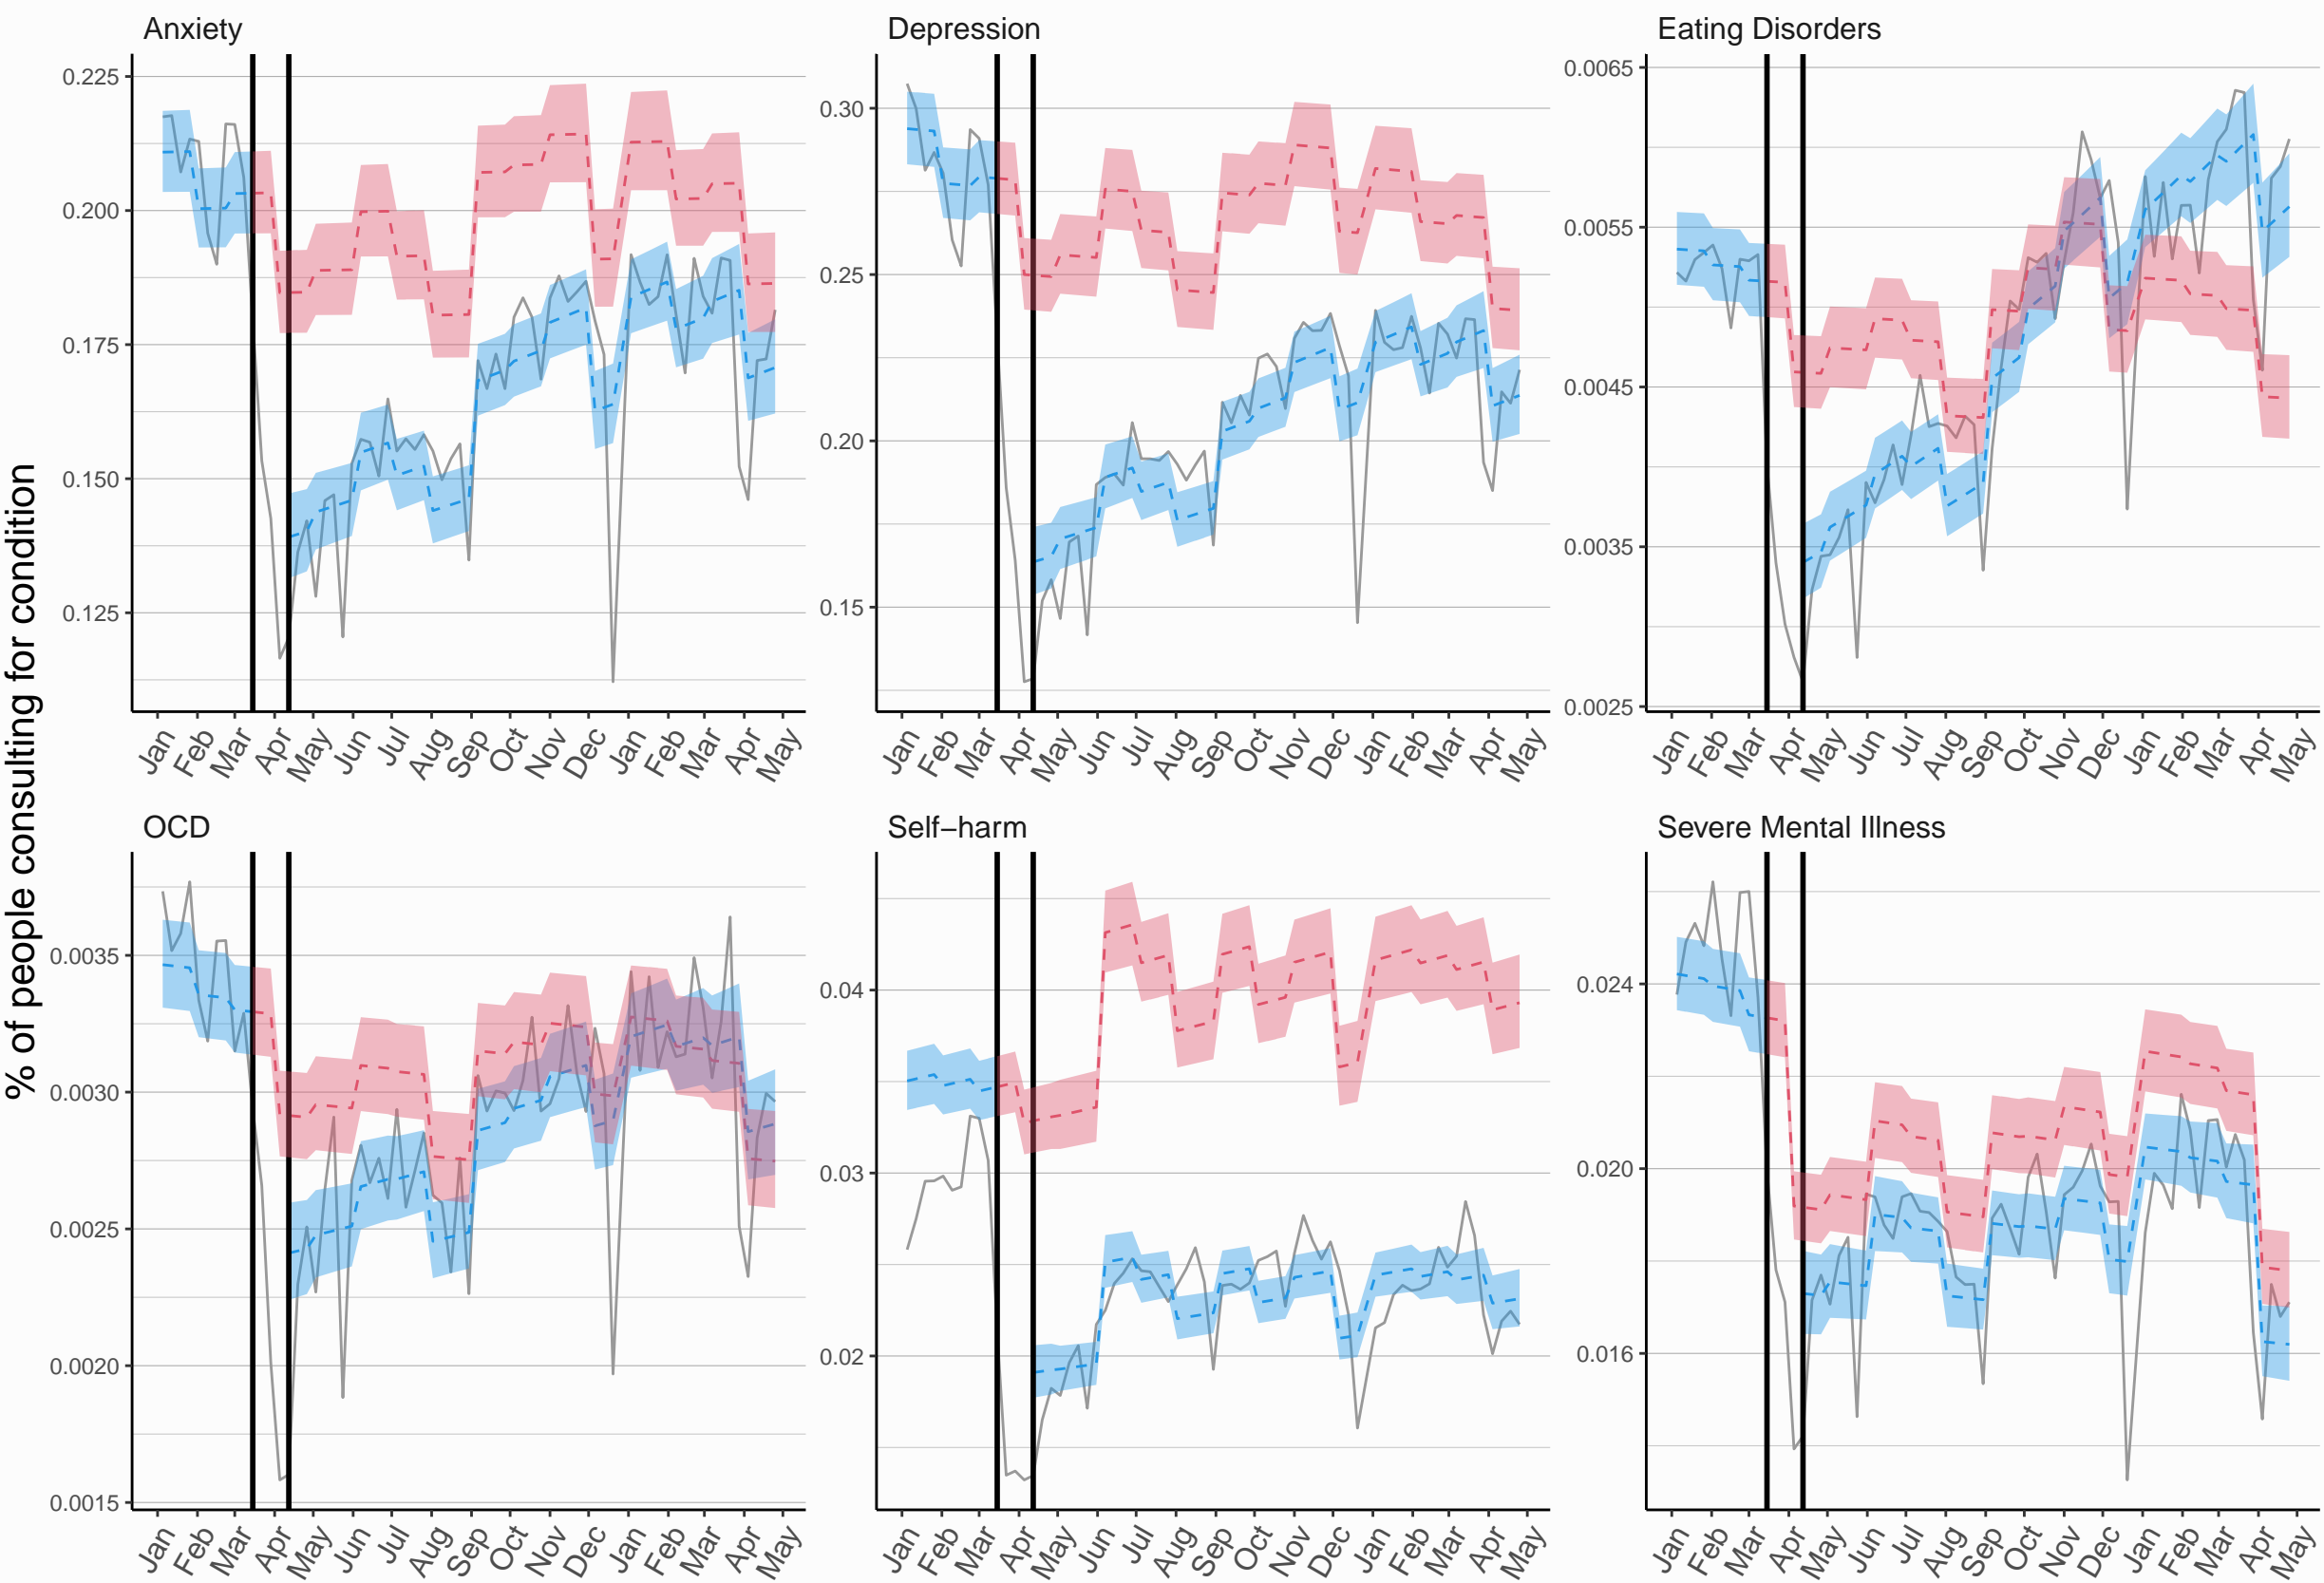 % of people consulting for condition
Anxiety
0.225
0.200
0.175
0.150
0.125
Jan Feb Mar Apr May Jun Jul Aug Sep Oct Nov Dec Jan Feb Mar Apr May
Depression
0.30
0.25
0.20
0.15
Jan Feb Mar Apr May Jun Jul Aug Sep Oct Nov Dec Jan Feb Mar Apr May
Eating Disorders
0.0065
0.0055
0.0045
0.0035
0.0025
Jan Feb Mar Apr May Jun Jul Aug Sep Oct Nov Dec Jan Feb Mar Apr May
OCD
0.0035
0.0030
0.0025
0.0020
0.0015
Jan Feb Mar Apr May Jun Jul Aug Sep Oct Nov Dec Jan Feb Mar Apr May
Self−harm
0.04
0.03
0.02
Jan Feb Mar Apr May Jun Jul Aug Sep Oct Nov Dec Jan Feb Mar Apr May
Severe Mental Illness
0.024
0.020
0.016
Jan Feb Mar Apr May Jun Jul Aug Sep Oct Nov Dec Jan Feb Mar Apr May